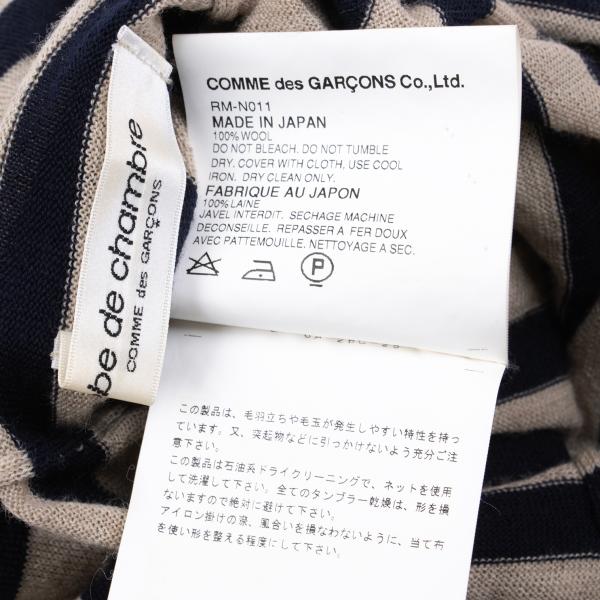 be de chambre
COMME des GARÇONS
COMME des GARÇONS Co.,Ltd.
RM-N011
MADE IN JAPAN
100% WOOL
DO NOT BLEACH. DO NOT TUMBLE
DRY. COVER WITH CLOTH. USE COOL
IRON. DRY CLEAN ONLY.
FABRIQUE AU JAPON
100% LAINE
JAVEL INTERDIT. SECHAGE MACHINE
DECONSEILLE. REPASSER A FER DOUX
AVEC PATTEMOUILLE. NETTOYAGE A SEC.
P
この製品は、毛羽立ちや毛玉が発生しやすい特性を持っ
ています。又、突起物などに引っかけないよう充分ご注
意下さい。
この製品は石油系ドライクリーニングで、ネットを使用
して洗濯して下さい。全てのタンブラー乾燥は、形を損
ないますので絶対に避けて下さい。
アイロン掛けの際、風合いを損なわないように、当て布
を使い形を整える程度にして下さい。